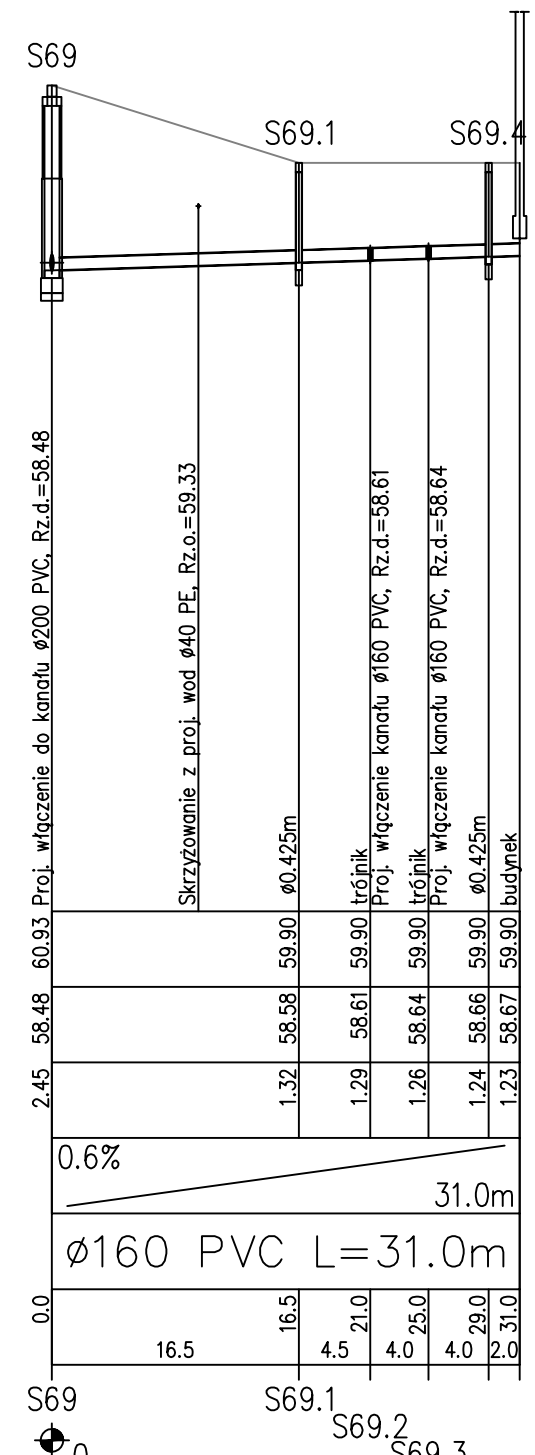 S69
S69.1
S69.4
Proj. włączenie do kanału ø200 PVC, Rz.d.=58.48
Skrzyżowanie z proj. wod ø40 PE, Rz.o.=59.33
ø0.425m
trójnik
Proj. włączenie kanału ø160 PVC, Rz.d.=58.61
trójnik
Proj. włączenie kanału ø160 PVC, Rz.d.=58.64
ø0.425m
budynek
60.93 59.90 59.90 59.90 59.90 59.90
58.48 58.58 58.61 58.64 58.66 58.67
2.45 1.32 1.29 1.26 1.24 1.23
0.6%
31.0m
ø160 PVC L=31.0m
0.0 16.5 21.0 25.0 29.0 31.0
16.5 4.5 4.0 4.0 2.0
S69 S69.1
S69.2
S69.3